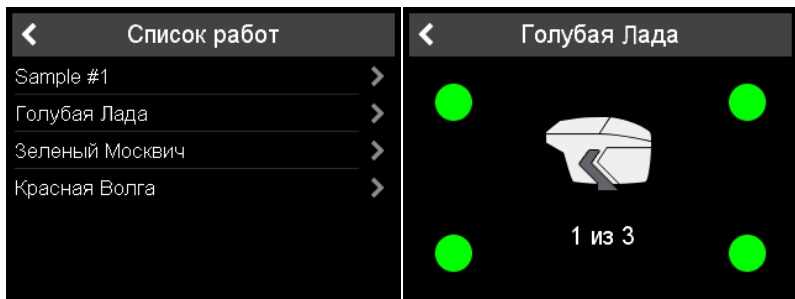 Список работ
Sample #1
Голубая Лада
Зеленый Москвич
Красная Волга
Голубая Лада
1 из 3